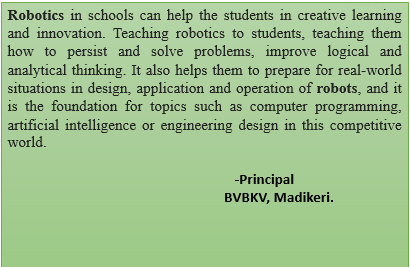 Robotics in schools can help the students in creative learning
and innovation. Teaching robotics to students, teaching them
how to persist and solve problems, improve logical and
analytical thinking. It also helps them to prepare for real-world
situations in design, application and operation of robots, and it
is the foundation for topics such as computer programming,
artificial intelligence or engineering design in this competitive
world.
-Principal
BVBKV, Madikeri.